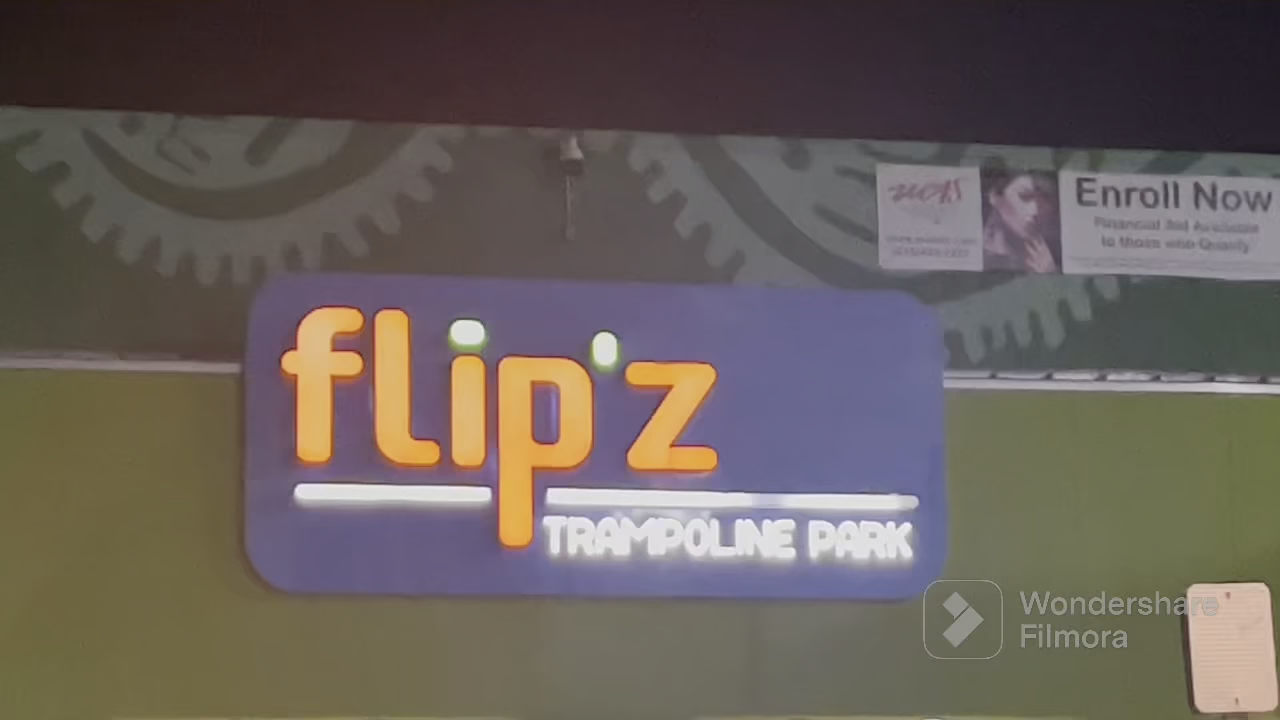 Enroll Now
Financial Aid Available
to those who Qualify
flip'z
TRAMPOLINE PARK
Wondershare
Filmora